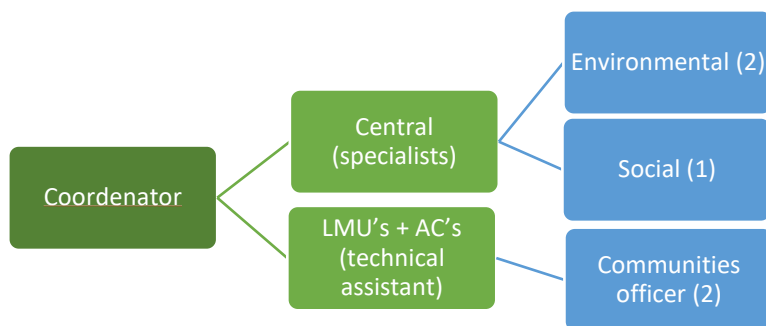 Coordenator
Central
(specialists)
LMU’s + AC’s
(technical
assistant)
Environmental (2)
Social (1)
Communities
officer (2)